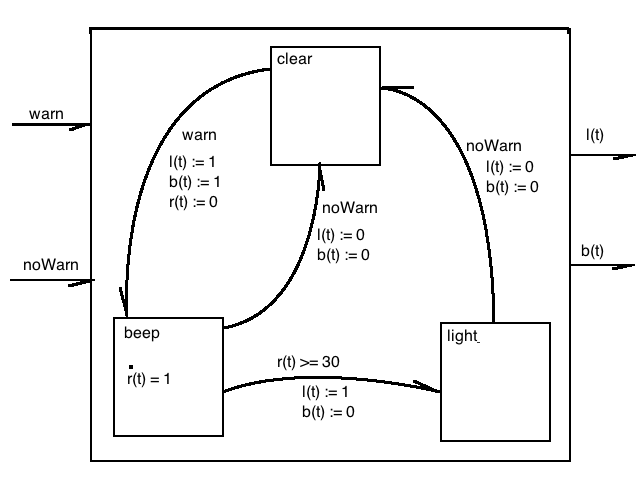 clear
warn
warn
l(t) := 1
b(t) := 1
r(t) := 0
noWarn
l(t) := 0
b(t) := 0
l(t)
noWarn
l(t) := 0
b(t) := 0
noWarn
b(t)
beep
r(t) = 1
r(t) >= 30
l(t) := 1
b(t) := 0
light